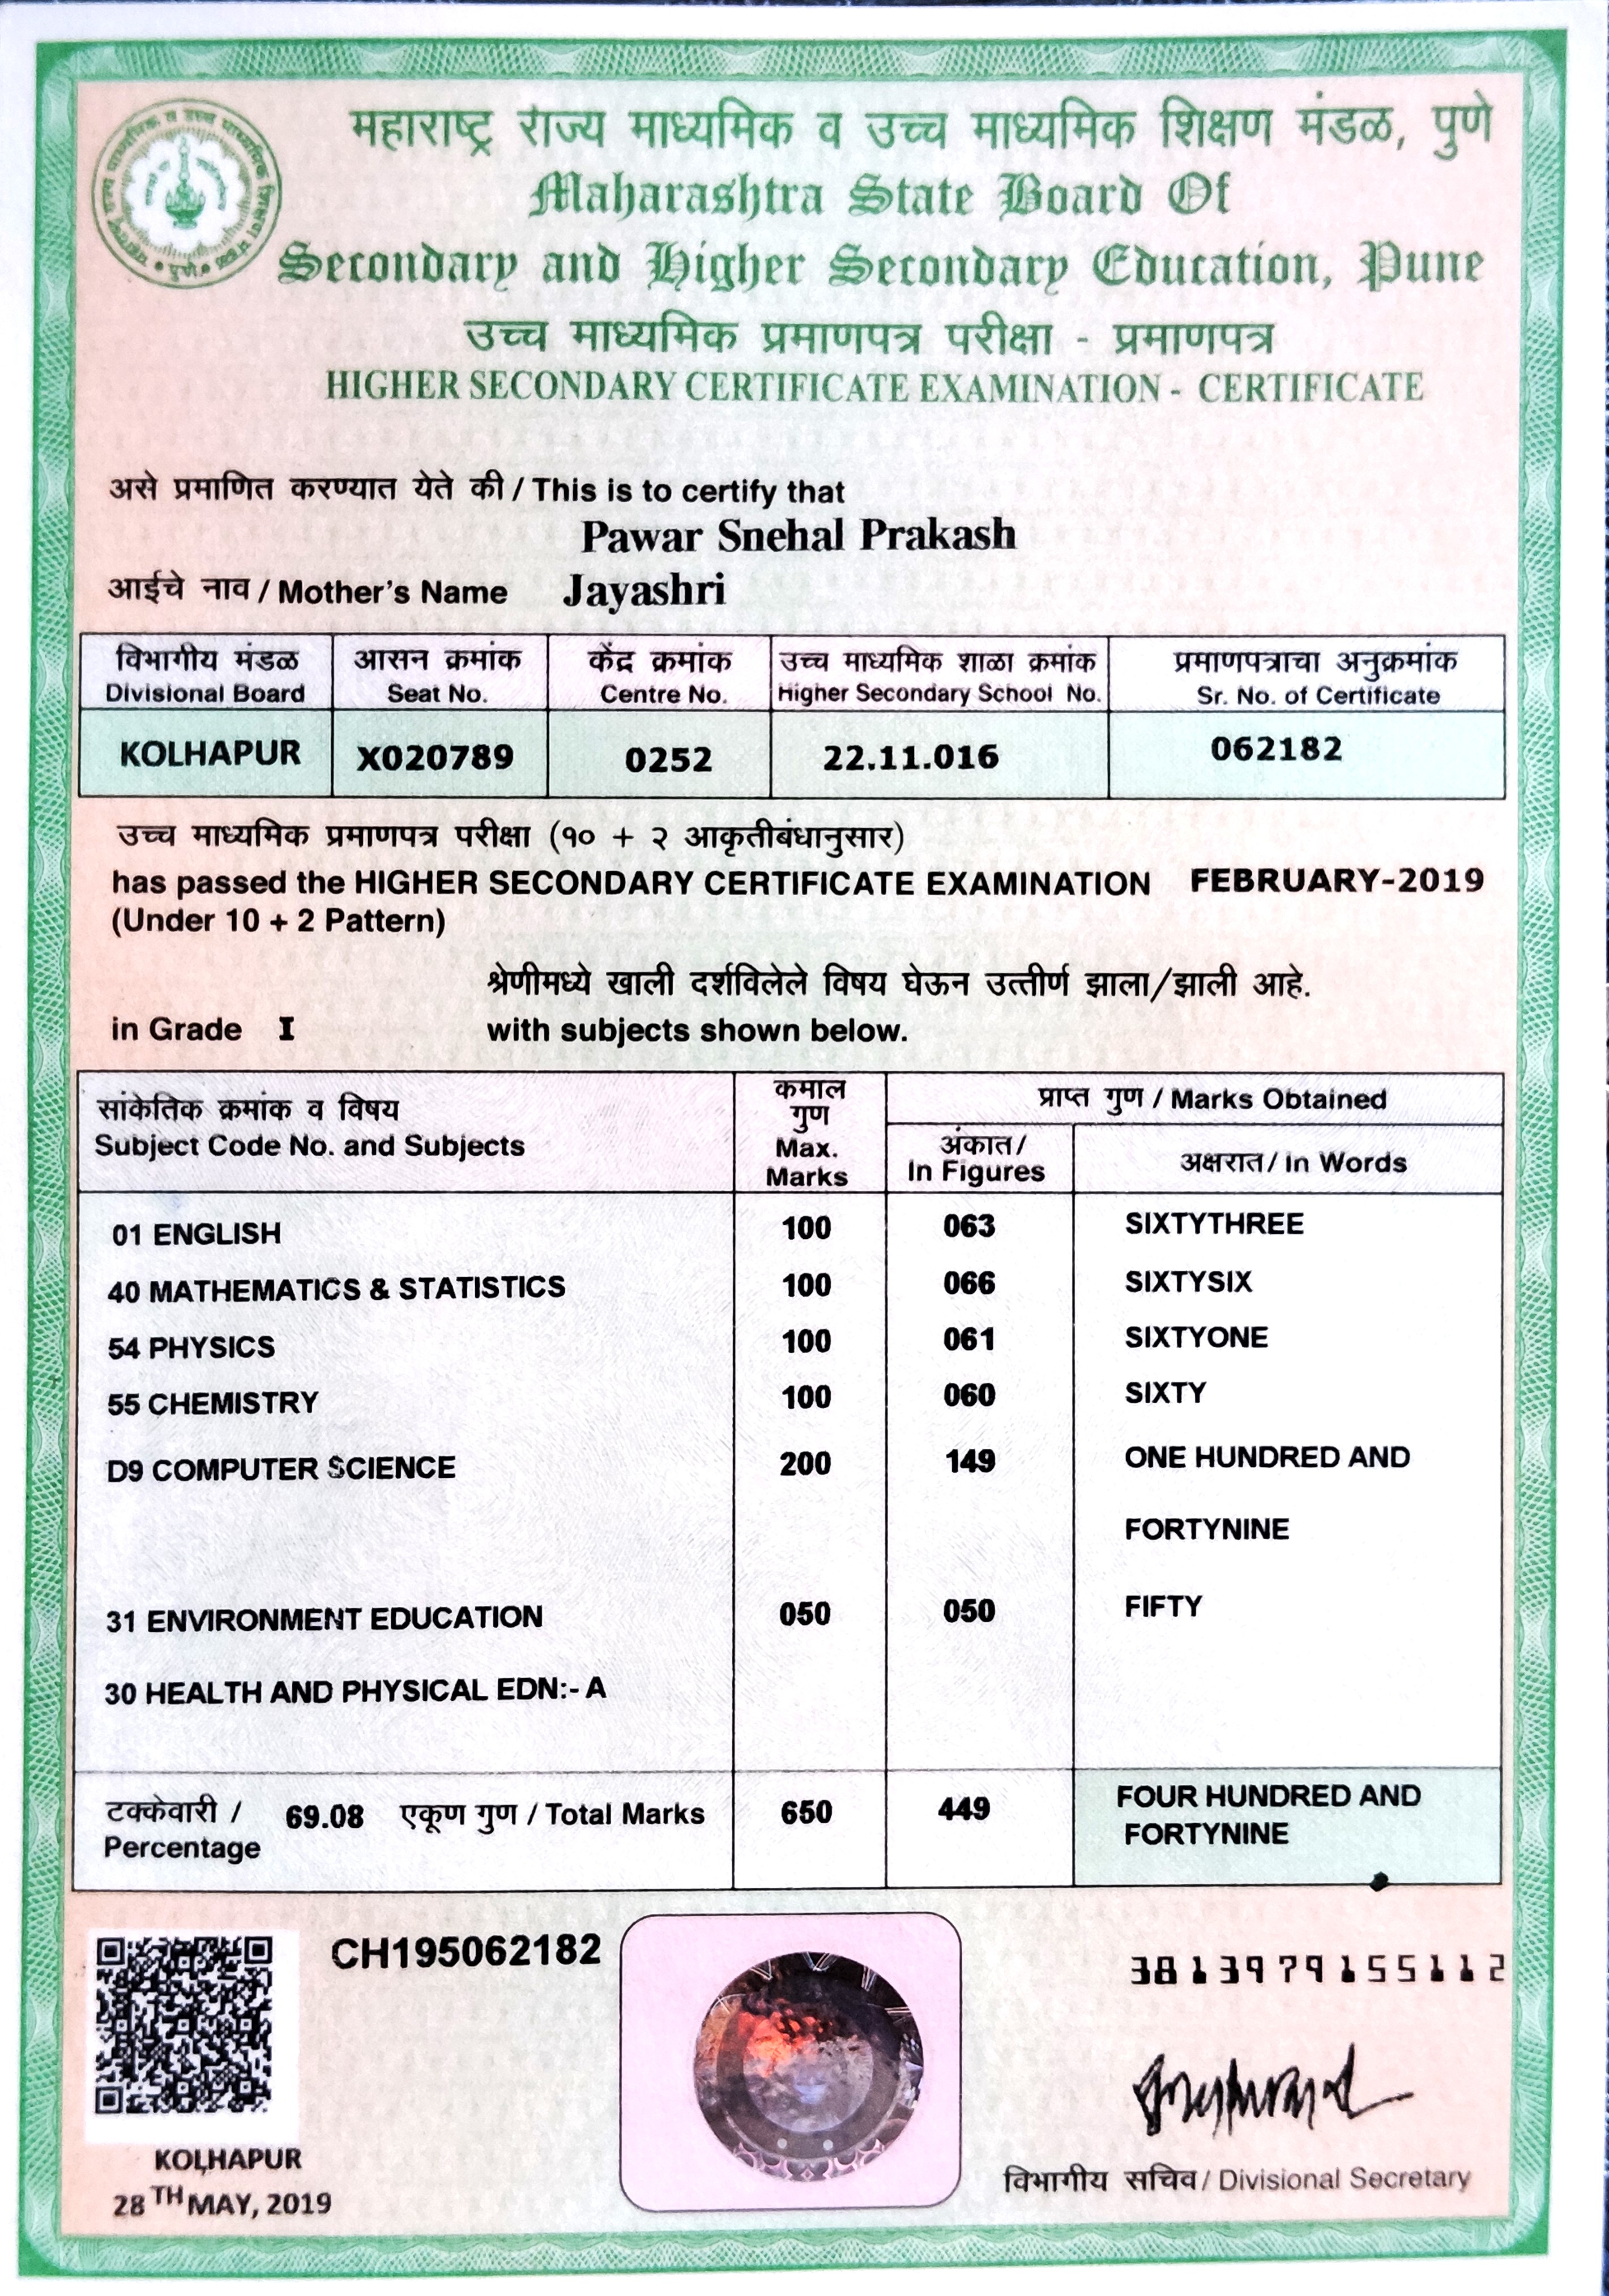 महाराष्ट्र राज्य माध्यमिक व उच्च माध्यमिक शिक्षण मंडळ, पुणे
Maharashtra State Board Of
Secondary and Higher Secondary Education, Pune
उच्च माध्यमिक प्रमाणपत्र परीक्षा - प्रमाणपत्र
HIGHER SECONDARY CERTIFICATE EXAMINATION - CERTIFICATE
असे प्रमाणित करण्यात येते की / This is to certify that
Pawar Snehal Prakash
आईचे नाव / Mother's Name Jayashri
विभागीय मंडळ आसन क्रमांक केंद्र क्रमांक उच्च माध्यमिक शाळा क्रमांक प्रमाणपत्राचा अनुक्रमांक
Divisional Board Seat No. Centre No. Higher Secondary School No. Sr. No. of Certificate
KOLHAPUR X020789 0252 22.11.016 062182
उच्च माध्यमिक प्रमाणपत्र परीक्षा (१० + २ आकृतीबंधानुसार)
has passed the HIGHER SECONDARY CERTIFICATE EXAMINATION FEBRUARY-2019
(Under 10 + 2 Pattern)
श्रेणीमध्ये खाली दर्शविलेले विषय घेऊन उत्तीर्ण झाला/झाली आहे.
in Grade I with subjects shown below.
सांकेतिक क्रमांक व विषय
Subject Code No. and Subjects
कमाल
गुण
Max.
Marks
प्राप्त गुण / Marks Obtained
अंकात/
In Figures
अक्षरात/ In Words
01 ENGLISH 100 063 SIXTYTHREE
40 MATHEMATICS & STATISTICS 100 066 SIXTYSIX
54 PHYSICS 100 061 SIXTYONE
55 CHEMISTRY 100 060 SIXTY
D9 COMPUTER SCIENCE 200 149 ONE HUNDRED AND
FORTYNINE
31 ENVIRONMENT EDUCATION 050 050 FIFTY
30 HEALTH AND PHYSICAL EDN:- A
टक्केवारी / 69.08 एकूण गुण / Total Marks 650 449 FOUR HUNDRED AND
Percentage FORTYNINE
CH195062182
3813979155112
KOLHAPUR
28 TH MAY, 2019
विभागीय सचिव/ Divisional Secretary